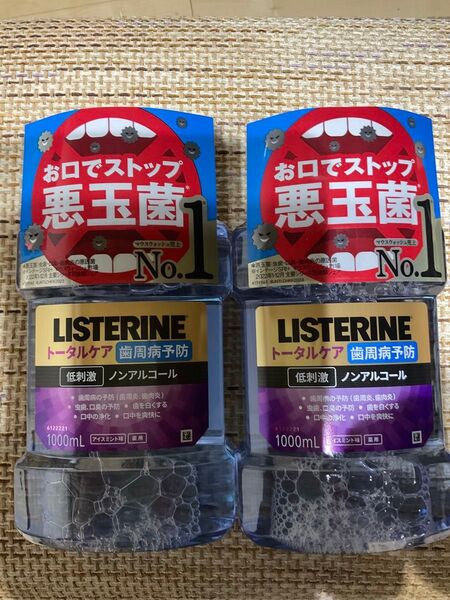 お口でストップ
悪玉菌
マウスウォッシュ売上
No.1
LISTERINE
トータルケア 歯周病予防
低刺激 ノンアルコール
・歯周病の予防(歯周炎、歯肉炎)
・虫歯、口臭の予防 ・歯を白くする
・口中の浄化 ・口中を爽快に
4122221
1000mL
アイスミント味 薬用
お口でストップ
悪玉菌
マウスウォッシュ売上
No.1
LISTERINE
トータルケア 歯周病予防
低刺激 ノンアルコール
・歯周病の予防(歯周炎、歯肉炎)
・虫歯、口臭の予防 ・歯を白くする
・口中の浄化 ・口中を爽快に
4122221
1000mL
アイスミント味 薬用